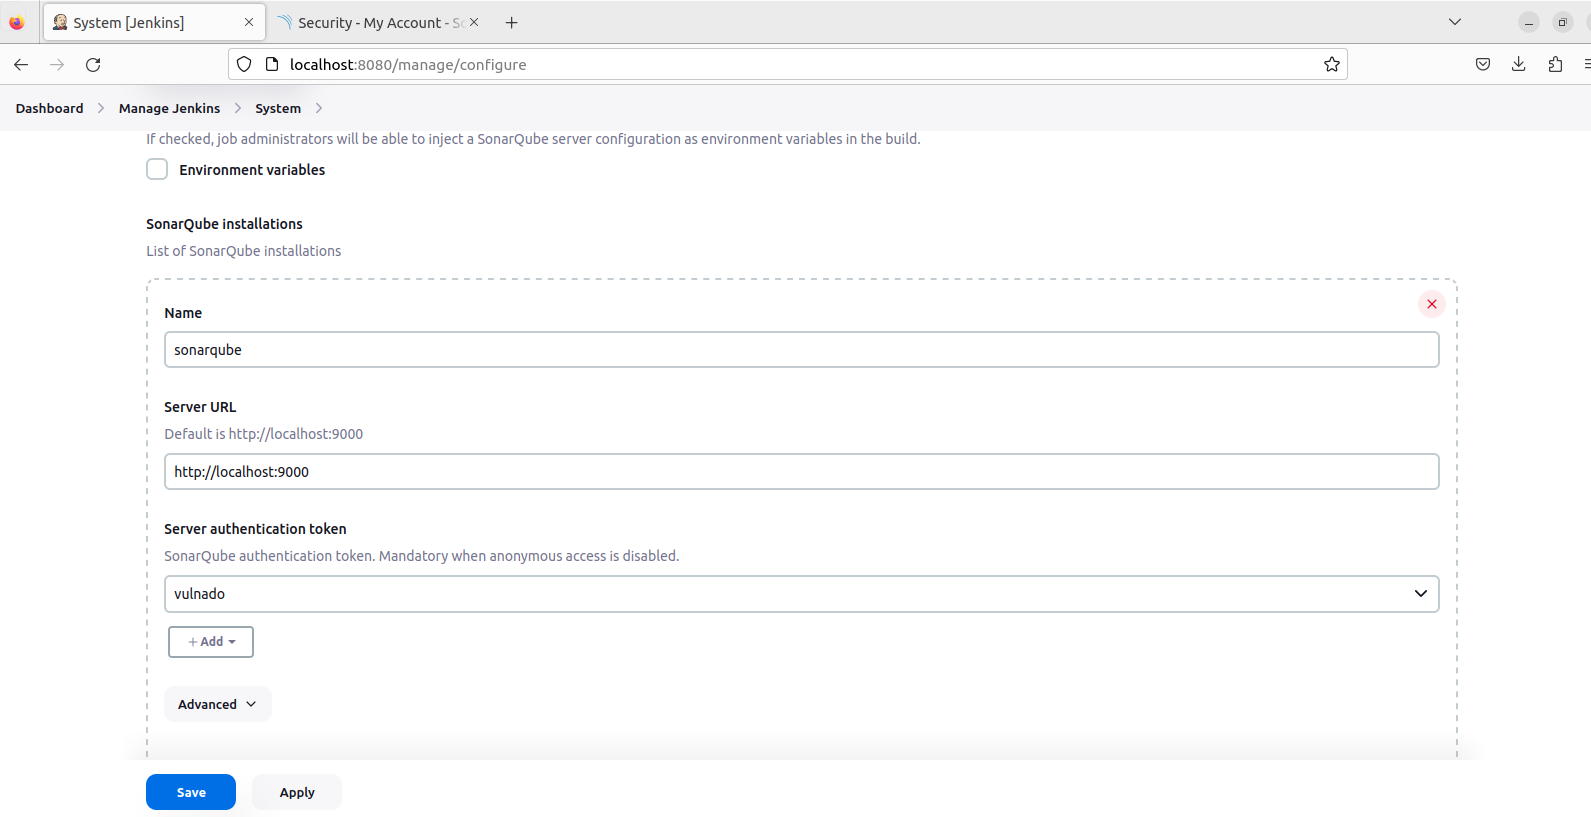 System [Jenkins]
Security - My Account - So
localhost:8080/manage/configure
Dashboard > Manage Jenkins > System >
If checked, job administrators will be able to inject a SonarQube server configuration as environment variables in the build.
Environment variables
SonarQube installations
List of SonarQube installations
Name
sonarqube
Server URL
Default is http://localhost:9000
http://localhost:9000
Server authentication token
SonarQube authentication token. Mandatory when anonymous access is disabled.
vulnado
+ Add
Advanced
Save Apply